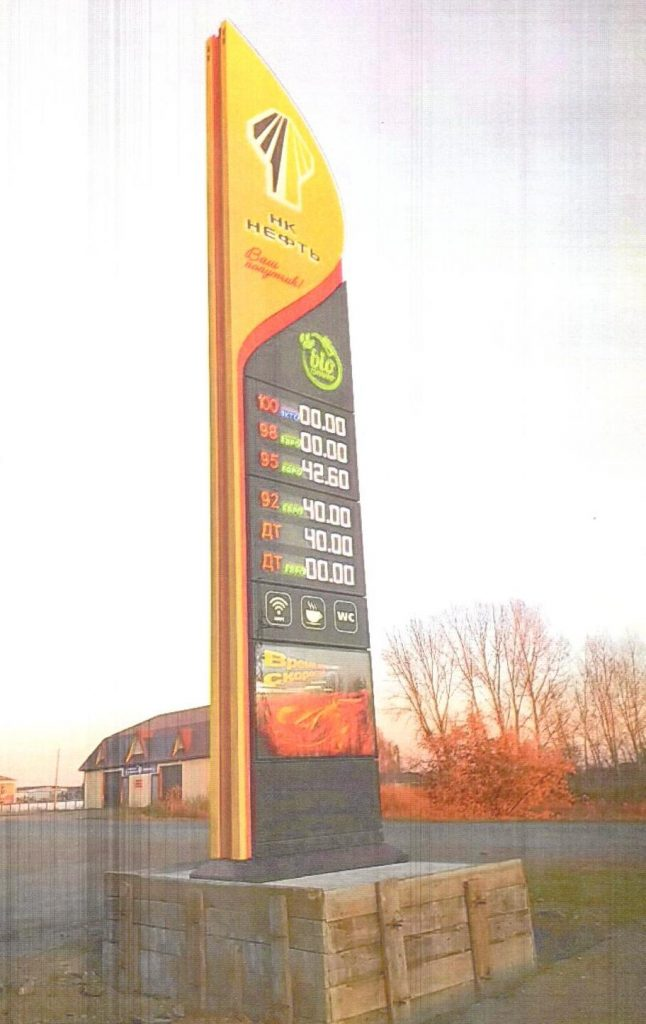 НК
НЕФТЬ
Ваш
попутчик!
bio
100 ЭКТО 00.00
98 ЕВРО 00.00
95 ЕВРО 42.60
92 ЕВРО 40.00
ДТ 40.00
ДТ ЕВРО 00.00
WC